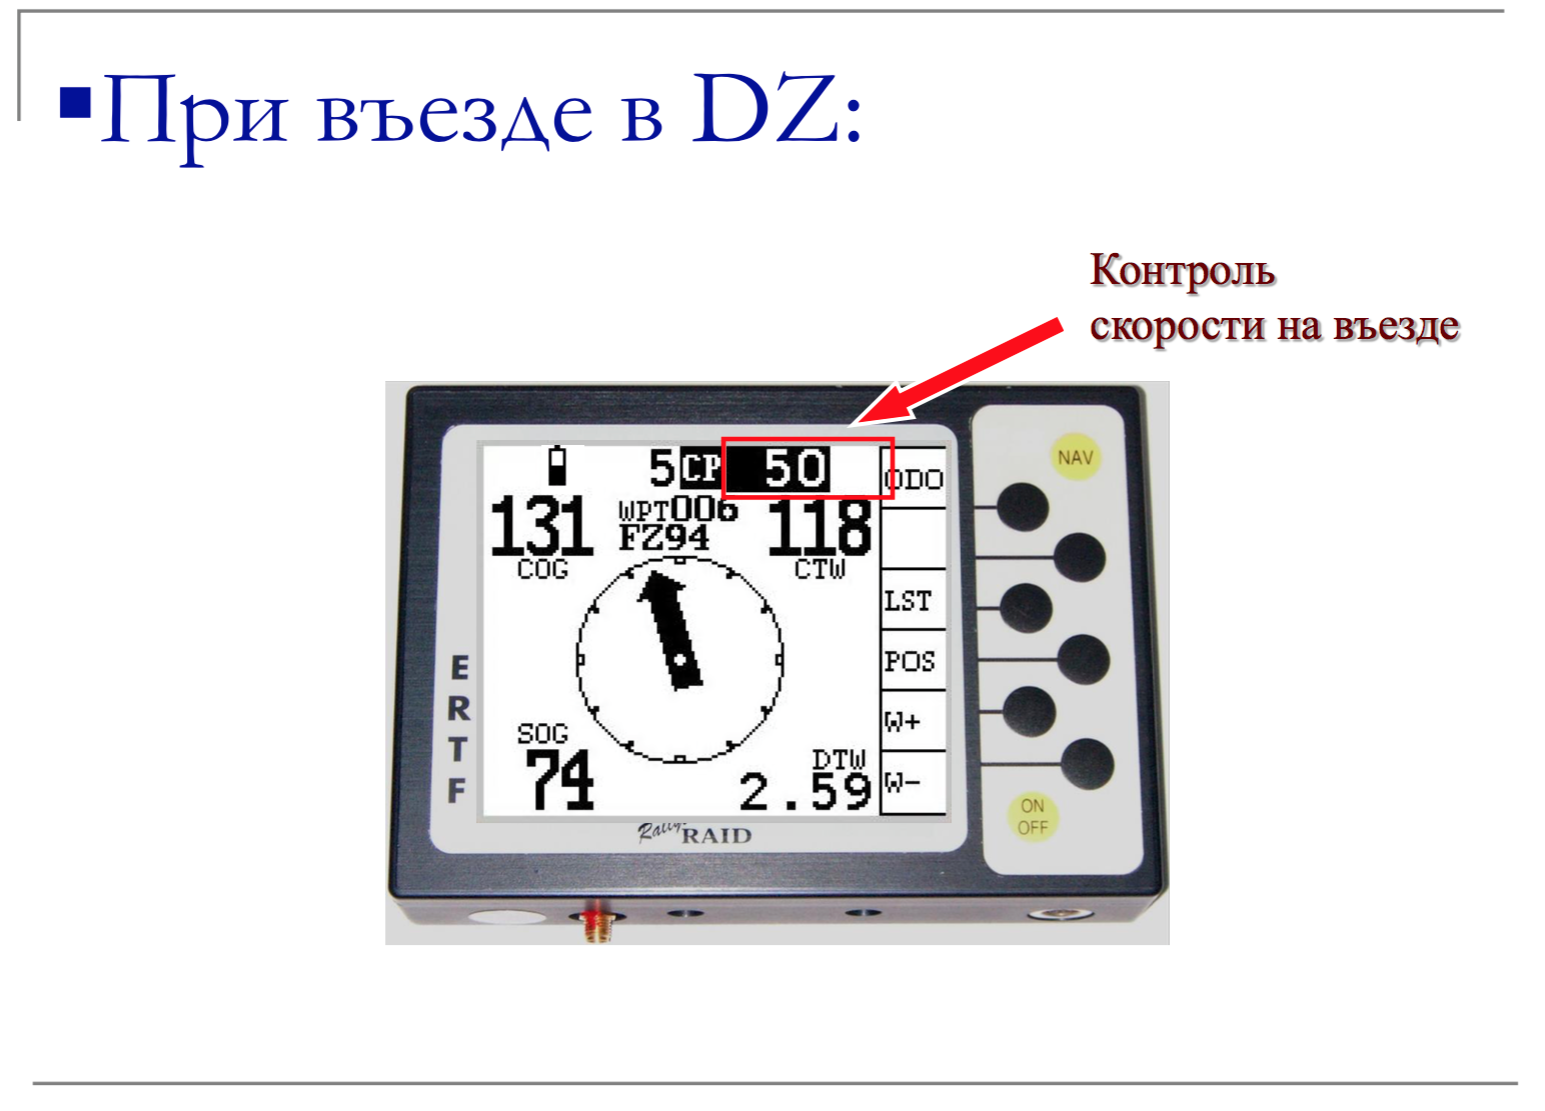 При въезде в DZ:
Контроль
скорости на въезде
5 CP 50
131 WPT006 118
FZ94
COG CTW
SOG
74
DTW
2.59
ODO
LST
POS
W+
W-
NAV
ON
OFF
E
R
T
F
Rally-RAID